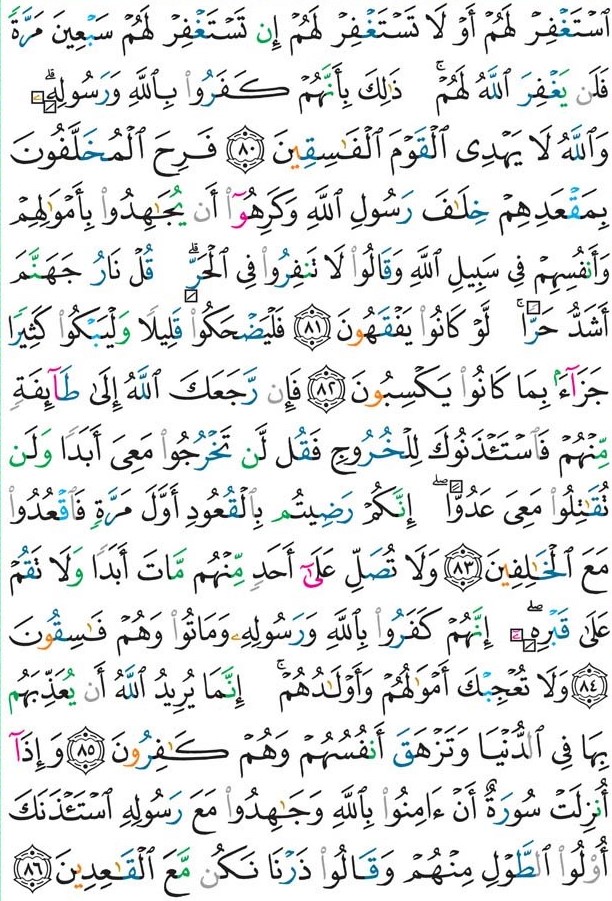 ٱسۡتَغۡفِرۡ لَهُمۡ أَوۡ لَا تَسۡتَغۡفِرۡ لَهُمۡ إِن تَسۡتَغۡفِرۡ لَهُمۡ سَبۡعِينَ مَرَّةٗ
فَلَن يَغۡفِرَ ٱللَّهُ لَهُمۡۚ ذَٰلِكَ بِأَنَّهُمۡ كَفَرُواْ بِٱللَّهِ وَرَسُولِهِۦۗ
وَٱللَّهُ لَا يَهۡدِي ٱلۡقَوۡمَ ٱلۡفَٰسِقِينَ ٨٠ فَرِحَ ٱلۡمُخَلَّفُونَ
بِمَقۡعَدِهِمۡ خِلَٰفَ رَسُولِ ٱللَّهِ وَكَرِهُوٓاْ أَن يُجَٰهِدُواْ بِأَمۡوَٰلِهِمۡ
وَأَنفُسِهِمۡ فِي سَبِيلِ ٱللَّهِ وَقَالُواْ لَا تَنفِرُواْ فِي ٱلۡحَرِّۗ قُلۡ نَارُ جَهَنَّمَ
أَشَدُّ حَرّٗاۚ لَّوۡ كَانُواْ يَفۡقَهُونَ ٨١ فَلۡيَضۡحَكُواْ قَلِيلٗا وَلۡيَبۡكُواْ كَثِيرٗا
جَزَآءَۢ بِمَا كَانُواْ يَكۡسِبُونَ ٨٢ فَإِن رَّجَعَكَ ٱللَّهُ إِلَىٰ طَآئِفَةٖ
مِّنۡهُمۡ فَٱسۡتَـٔۡذَنُوكَ لِلۡخُرُوجِ فَقُل لَّن تَخۡرُجُواْ مَعِيَ أَبَدٗا وَلَن
تُقَٰتِلُواْ مَعِيَ عَدُوًّاۖ إِنَّكُمۡ رَضِيتُم بِٱلۡقُعُودِ أَوَّلَ مَرَّةٖ فَٱقۡعُدُواْ
مَعَ ٱلۡخَٰلِفِينَ ٨٣ وَلَا تُصَلِّ عَلَىٰٓ أَحَدٖ مِّنۡهُم مَّاتَ أَبَدٗا وَلَا تَقُمۡ
عَلَىٰ قَبۡرِهِۦٓۖ إِنَّهُمۡ كَفَرُواْ بِٱللَّهِ وَرَسُولِهِۦ وَمَاتُواْ وَهُمۡ فَٰسِقُونَ
٨٤ وَلَا تُعۡجِبۡكَ أَمۡوَٰلُهُمۡ وَأَوۡلَٰدُهُمۡۚ إِنَّمَا يُرِيدُ ٱللَّهُ أَن يُعَذِّبَهُم
بِهَا فِي ٱلدُّنۡيَا وَتَزۡهَقَ أَنفُسُهُمۡ وَهُمۡ كَٰفِرُونَ ٨٥ وَإِذَآ
أُنزِلَتۡ سُورَةٌ أَنۡ ءَامِنُواْ بِٱللَّهِ وَجَٰهِدُواْ مَعَ رَسُولِهِ ٱسۡتَـٔۡذَنَكَ
أُوْلُواْ ٱلطَّوۡلِ مِنۡهُمۡ وَقَالُواْ ذَرۡنَا نَكُن مَّعَ ٱلۡقَٰعِدِينَ ٨٦